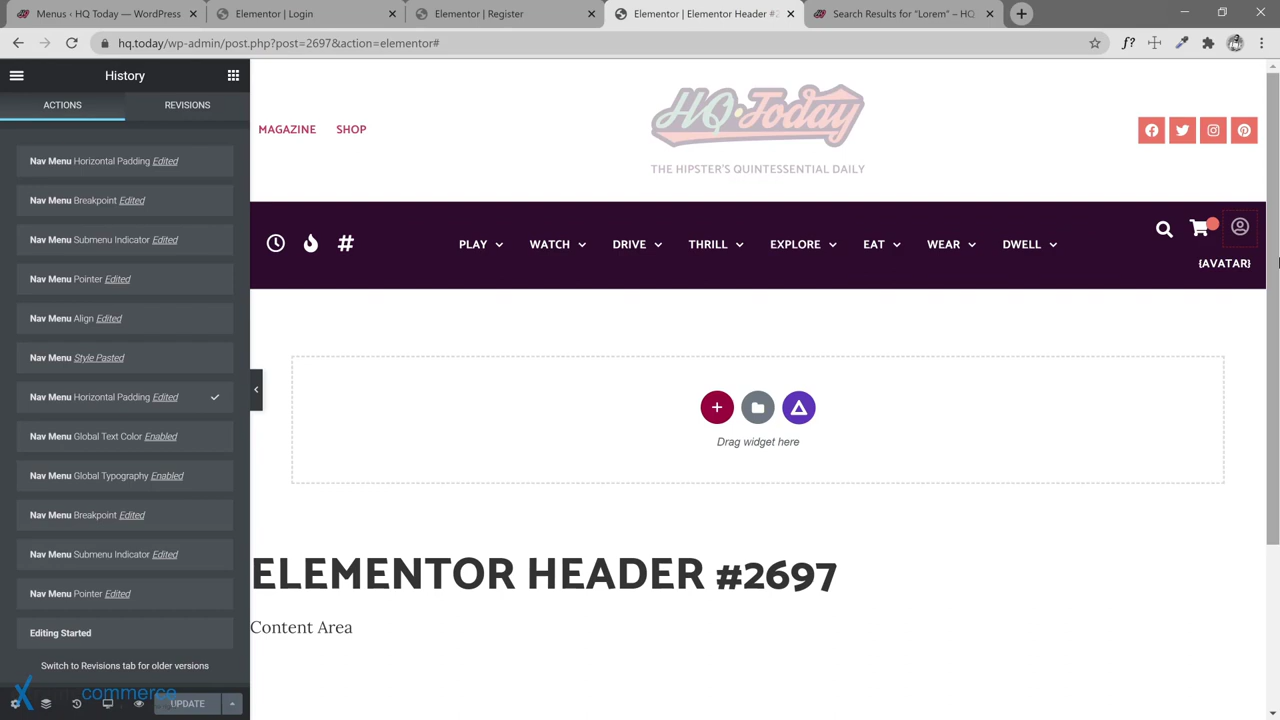 Menus ‹ HQ Today — WordPress
Elementor | Login
Elementor | Register
Elementor | Elementor Header #2
Search Results for "Lorem" – HQ
hq.today/wp-admin/post.php?post=2697&action=elementor#
History
ACTIONS
REVISIONS
Nav Menu Horizontal Padding Edited
Nav Menu Breakpoint Edited
Nav Menu Submenu Indicator Edited
Nav Menu Pointer Edited
Nav Menu Align Edited
Nav Menu Style Pasted
Nav Menu Horizontal Padding Edited
Nav Menu Global Text Color Enabled
Nav Menu Global Typography Enabled
Nav Menu Breakpoint Edited
Nav Menu Submenu Indicator Edited
Nav Menu Pointer Edited
Editing Started
Switch to Revisions tab for older versions
commerce
UPDATE
MAGAZINE SHOP
HQ Today
THE HIPSTER'S QUINTESSENTIAL DAILY
# PLAY WATCH DRIVE THRILL EXPLORE EAT WEAR DWELL
{AVATAR}
Drag widget here
ELEMENTOR HEADER #2697
Content Area